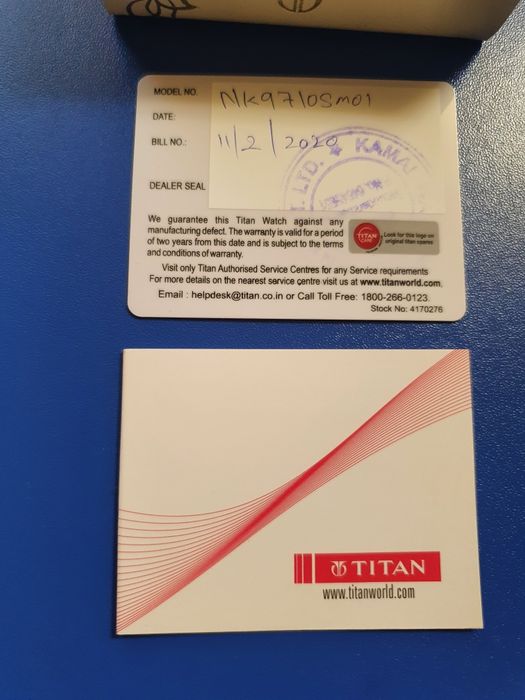 MODEL NO. Nk9710SM01
DATE:
BILL NO.: 11/2/2020
DEALER SEAL
LTD. ★ KAMA
We guarantee this Titan Watch against any
manufacturing defect. The warranty is valid for a period
of two years from this date and is subject to the terms
and conditions of warranty.
TITAN
CARE
Look for this logo on
original titan spares
Visit only Titan Authorised Service Centres for any Service requirements
For more details on the nearest service centre visit us at www.titanworld.com.
Email : helpdesk@titan.co.in or Call Toll Free: 1800-266-0123
Stock No: 4170276
TITAN
www.titanworld.com